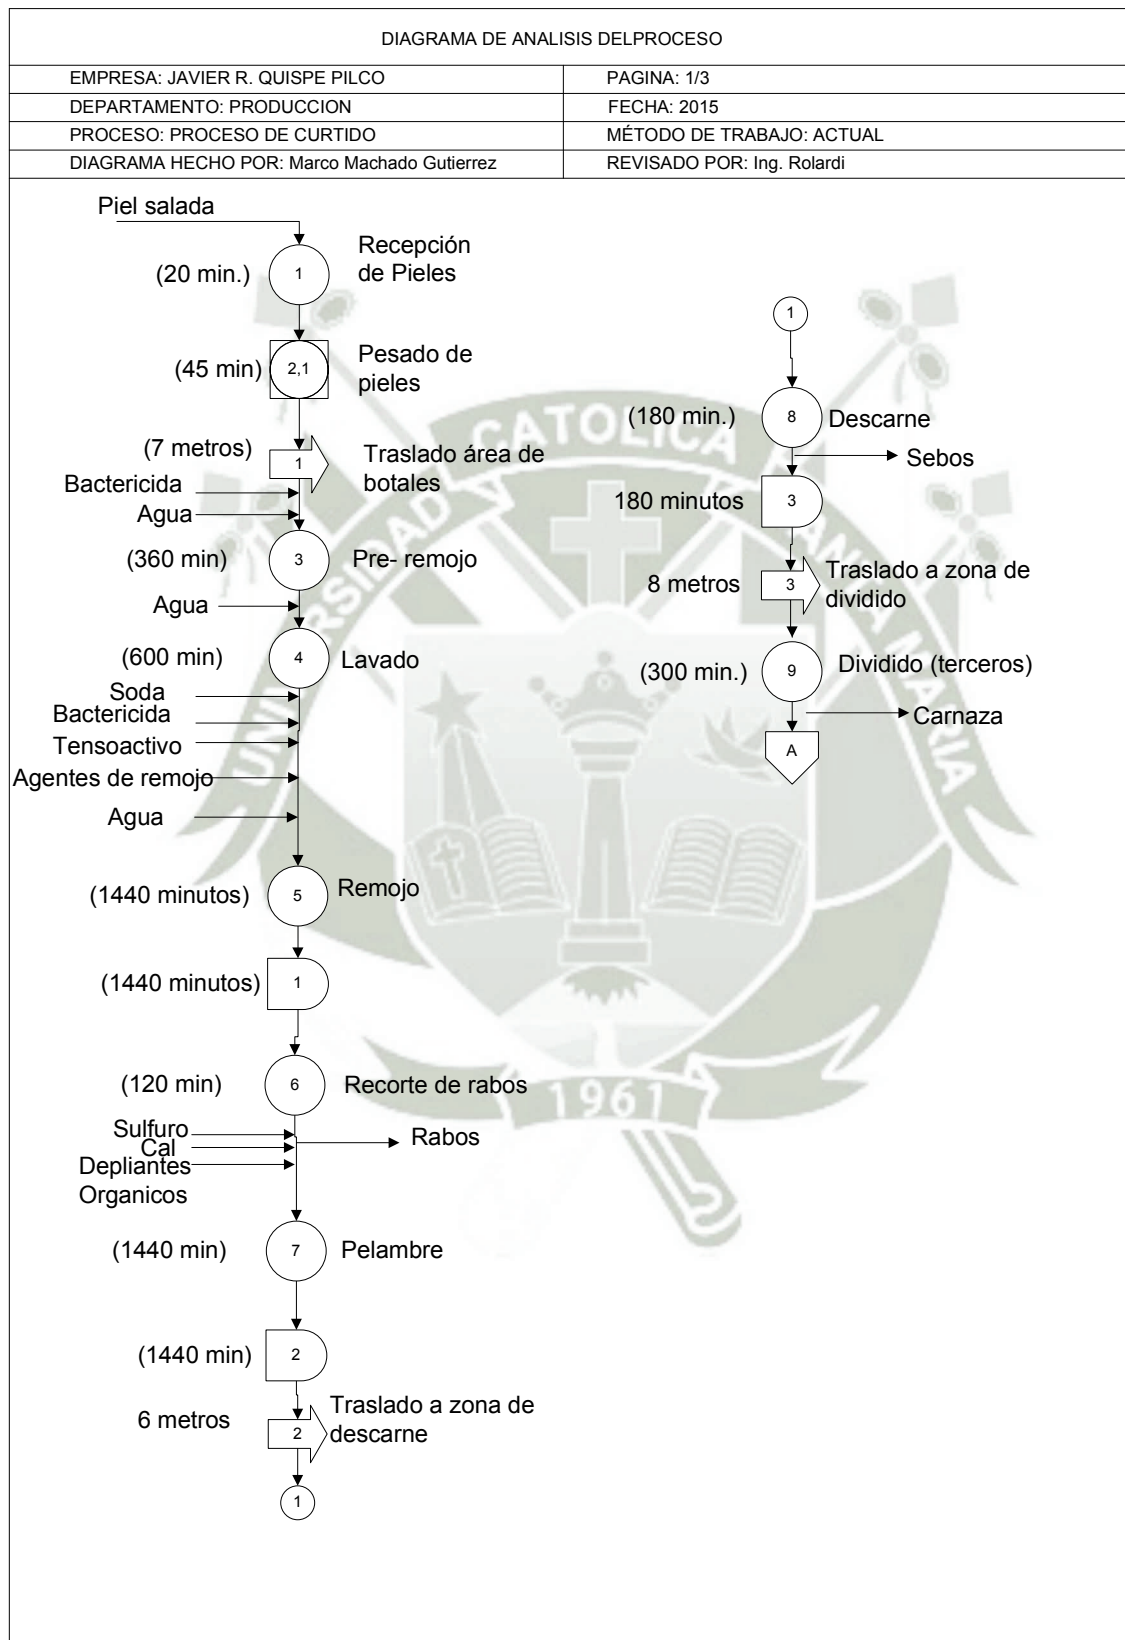 DIAGRAMA DE ANALISIS DELPROCESO
EMPRESA: JAVIER R. QUISPE PILCO
PAGINA: 1/3
DEPARTAMENTO: PRODUCCION
FECHA: 2015
PROCESO: PROCESO DE CURTIDO
MÉTODO DE TRABAJO: ACTUAL
DIAGRAMA HECHO POR: Marco Machado Gutierrez
REVISADO POR: Ing. Rolardi
Piel salada
(20 min.)
1
Recepción
de Pieles
(45 min)
2,1
Pesado de
pieles
(7 metros)
1
Traslado área de
botales
Bactericida
Agua
(360 min)
3
Pre- remojo
Agua
(600 min)
4
Lavado
Soda
Bactericida
Tensoactivo
Agentes de remojo
Agua
(1440 minutos)
5
Remojo
(1440 minutos)
1
(120 min)
6
Recorte de rabos
Sulfuro
Cal
Depliantes
Organicos
Rabos
(1440 min)
7
Pelambre
(1440 min)
2
6 metros
2
Traslado a zona de
descarne
1
1
(180 min.)
8
Descarne
Sebos
180 minutos
3
8 metros
3
Traslado a zona de
dividido
(300 min.)
9
Dividido (terceros)
Carnaza
A
UNIVERSIDAD CATOLICA
SANTA MARIA
1961